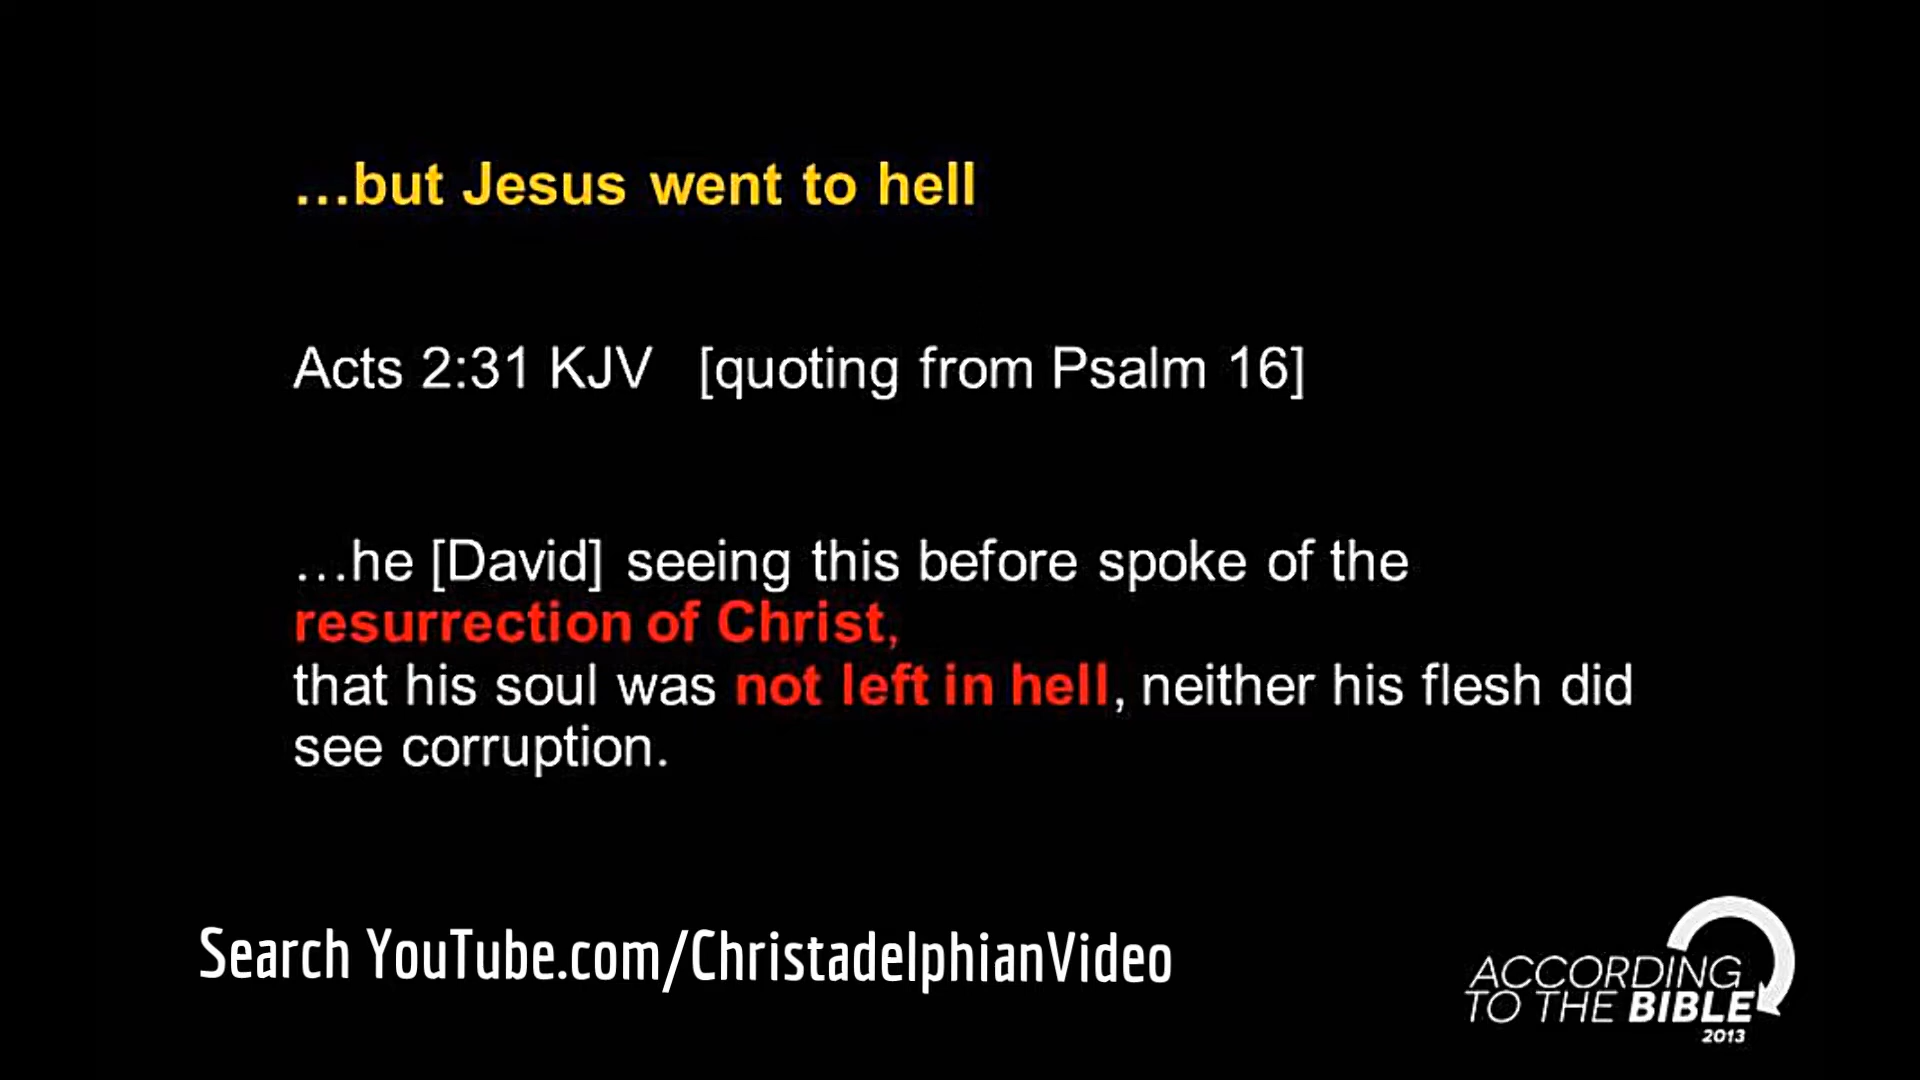 …but Jesus went to hell
Acts 2:31 KJV [quoting from Psalm 16]
…he [David] seeing this before spoke of the
resurrection of Christ,
that his soul was not left in hell, neither his flesh did
see corruption.
Search YouTube.com/ChristadelphianVideo
ACCORDING
TO THE BIBLE
2013